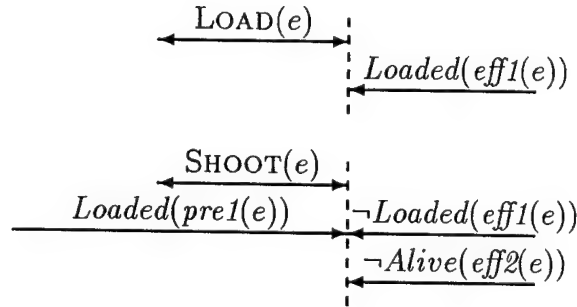 LOAD(e)
Loaded(eff1(e))
SHOOT(e)
Loaded(pre1(e)) ¬Loaded(eff1(e))
¬Alive(eff2(e))